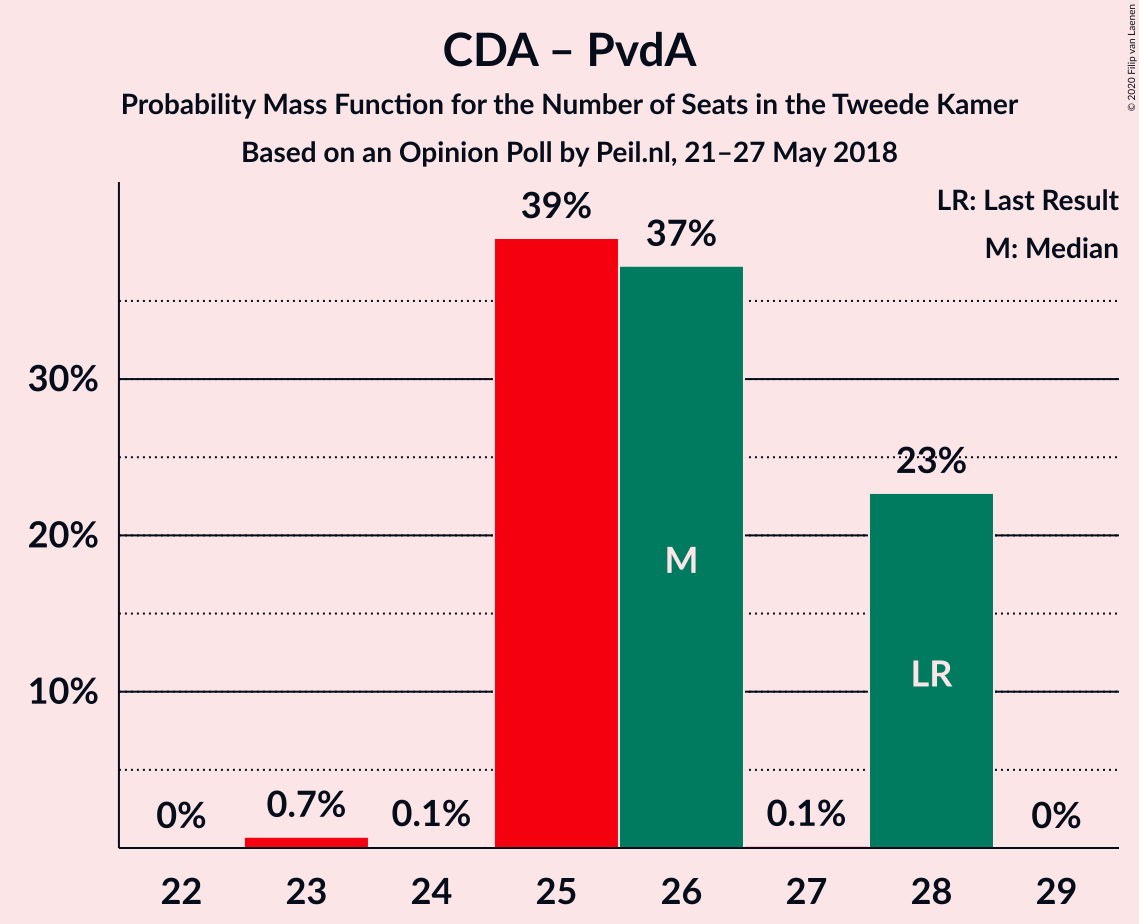 CDA – PvdA
Probability Mass Function for the Number of Seats in the Tweede Kamer
Based on an Opinion Poll by Peil.nl, 21–27 May 2018
© 2020 Filip van Laenen
LR: Last Result
M: Median
39%
37%
30%
23%
20%
M
LR
10%
0%
0.7%
0.1%
0.1%
0%
22
23
24
25
26
27
28
29